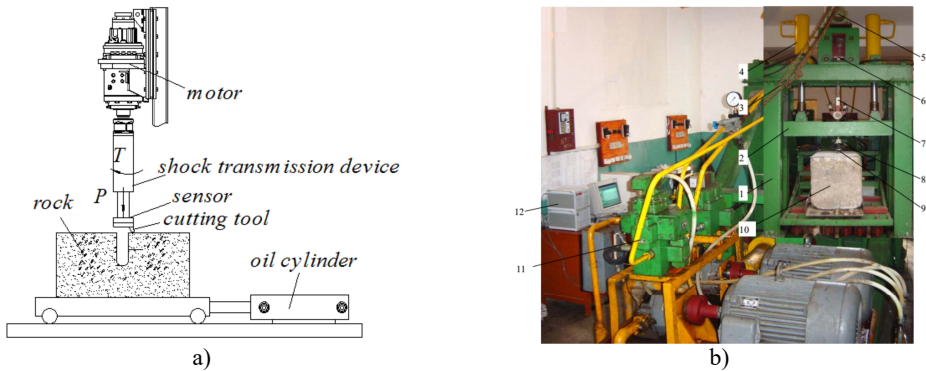 motor
T
shock transmission device
P
sensor
rock
cutting tool
oil cylinder
a)
4
5
3
6
2
7
1
8
12
9
10
11
b)